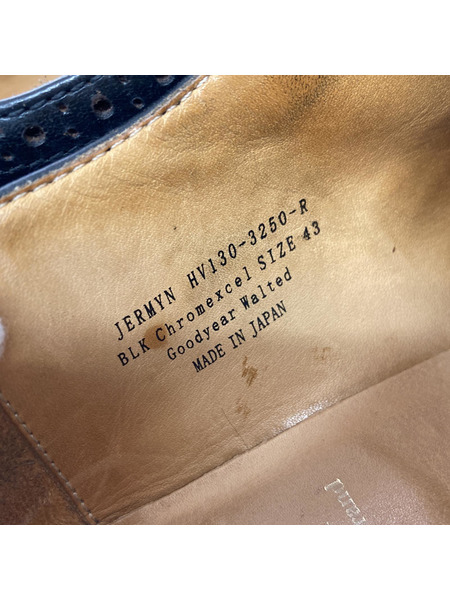 JERMYN HV130-3250-R
BLK Chromexcel SIZE 43
Goodyear Walted
MADE IN JAPAN